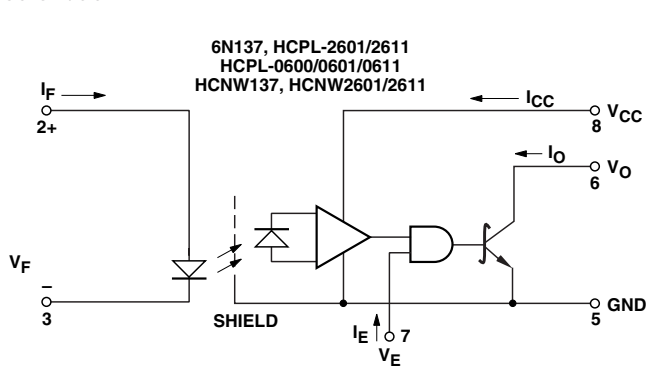 6N137, HCPL-2601/2611
HCPL-0600/0601/0611
HCNW137, HCNW2601/2611
IF
2+
ICC
VCC
8
IO
VO
6
VF
–
3
SHIELD
IE
7
VE
GND
5